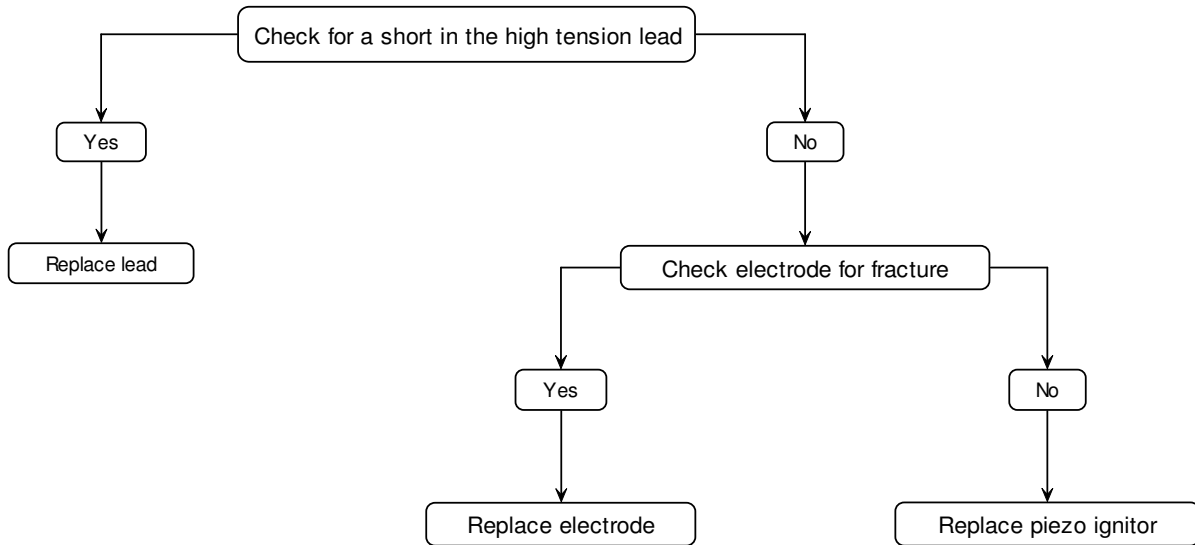 Check for a short in the high tension lead
Yes
No
Replace lead
Check electrode for fracture
Yes
No
Replace electrode
Replace piezo ignitor